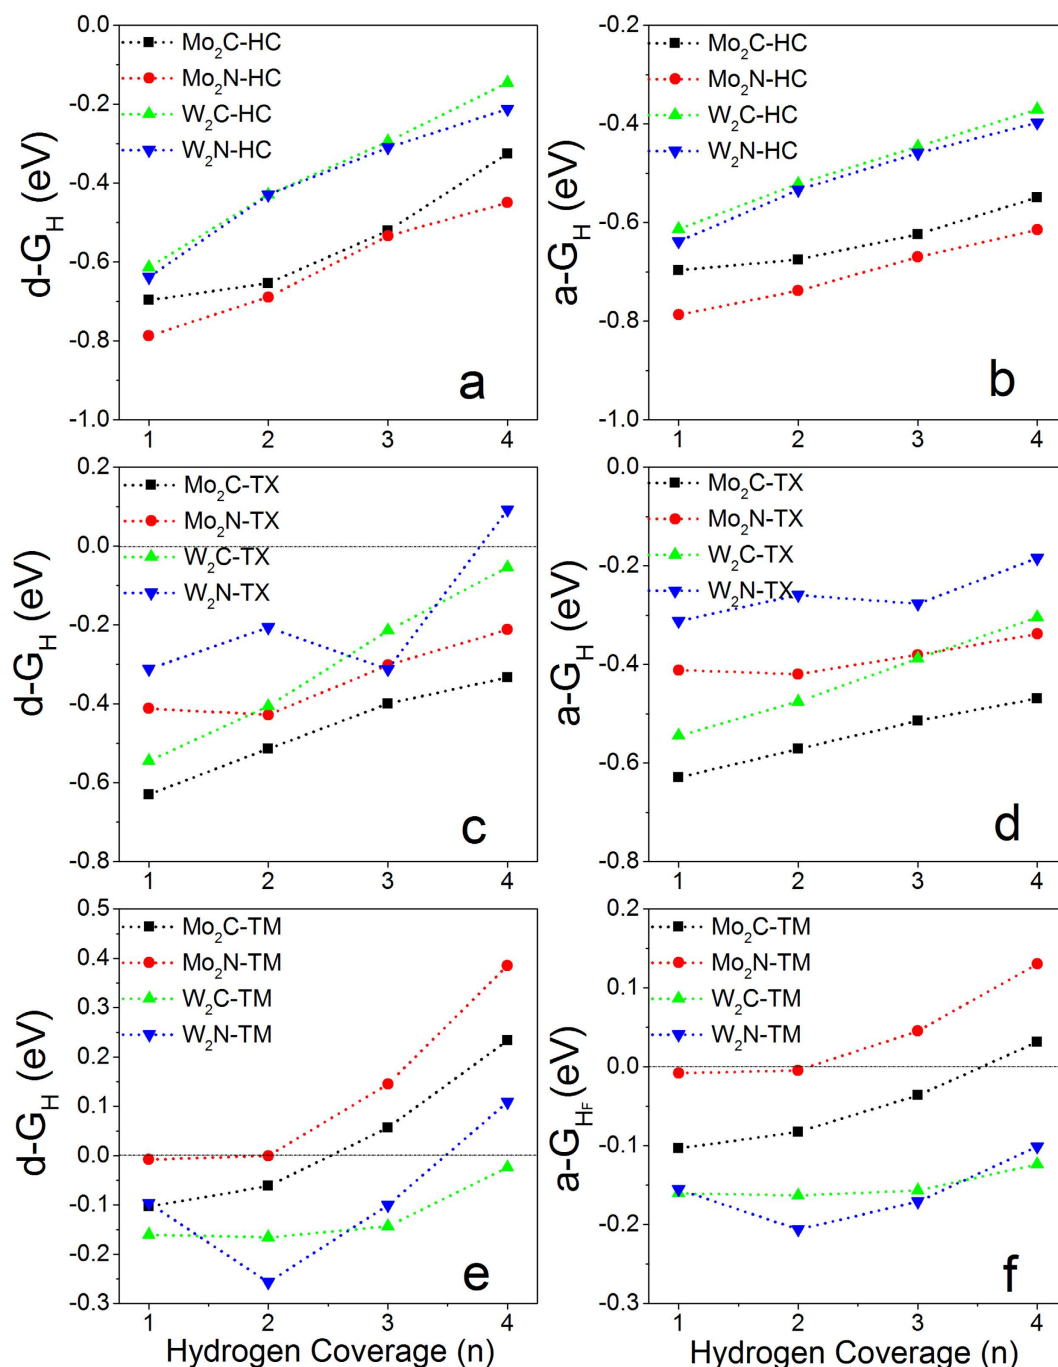 d-G_H (eV)
0.0
-0.2
-0.4
-0.6
-0.8
-1.0
Mo₂C-HC
Mo₂N-HC
W₂C-HC
W₂N-HC
a
1 2 3 4
a-G_H (eV)
-0.2
-0.4
-0.6
-0.8
-1.0
Mo₂C-HC
Mo₂N-HC
W₂C-HC
W₂N-HC
b
1 2 3 4
d-G_H (eV)
0.2
0.0
-0.2
-0.4
-0.6
-0.8
Mo₂C-TX
Mo₂N-TX
W₂C-TX
W₂N-TX
c
1 2 3 4
a-G_H (eV)
0.0
-0.2
-0.4
-0.6
-0.8
Mo₂C-TX
Mo₂N-TX
W₂C-TX
W₂N-TX
d
1 2 3 4
d-G_H (eV)
0.5
0.4
0.3
0.2
0.1
0.0
-0.1
-0.2
-0.3
Mo₂C-TM
Mo₂N-TM
W₂C-TM
W₂N-TM
e
1 2 3 4
Hydrogen Coverage (n)
a-G_H_F (eV)
0.2
0.1
0.0
-0.1
-0.2
-0.3
Mo₂C-TM
Mo₂N-TM
W₂C-TM
W₂N-TM
f
1 2 3 4
Hydrogen Coverage (n)